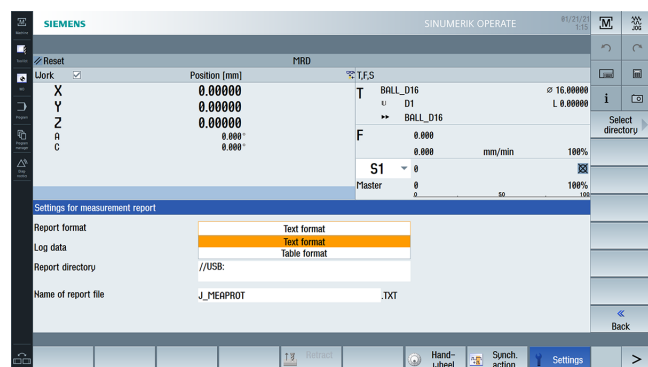 SIEMENS
SINUMERIK OPERATE
01/21/21
1:15
JOG
Machine
Reset
MRD
Work
Position [mm]
T,F,S
X
0.00000
T
BALL_D16
⌀ 16.00000
Y
0.00000
D1
L 0.00000
Z
0.00000
BALL_D16
A
0.000°
F
0.000
C
0.000°
0.000
mm/min
100%
S1
0
Master
0
100%
0
50
100
Select
directory
Program
Program
manager
Settings for measurement report
Report format
Text format
Text format
Log data
Table format
Report directory
//USB:
Name of report file
J_MEAPROT
.TXT
Back
Retract
Hand-
wheel
Synch.
action
Settings